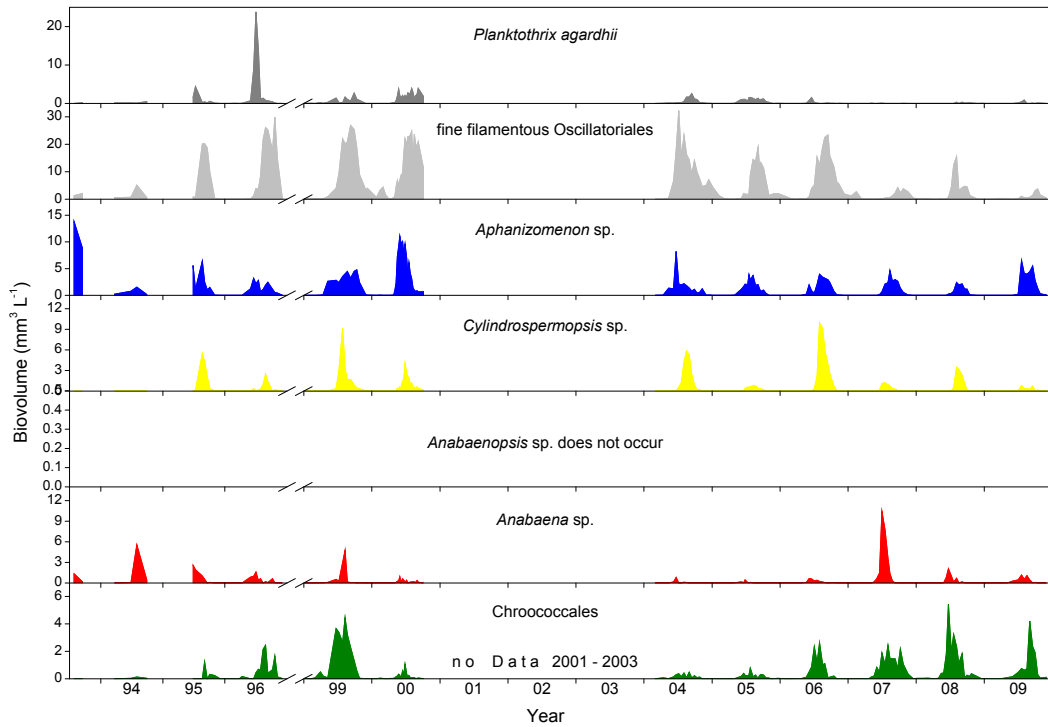 20
10
0
Planktothrix agardhii
30
20
10
0
fine filamentous Oscillatoriales
15
10
5
0
Aphanizomenon sp.
12
9
6
3
0
Cylindrospermopsis sp.
0.5
0.4
0.3
0.2
0.1
0.0
Anabaenopsis sp. does not occur
12
9
6
3
0
Anabaena sp.
6
4
2
0
Chroococcales
no Data 2001 - 2003
94 95 96 99 00 01 02 03 04 05 06 07 08 09
Year
Biovolume (mm³ L⁻¹)